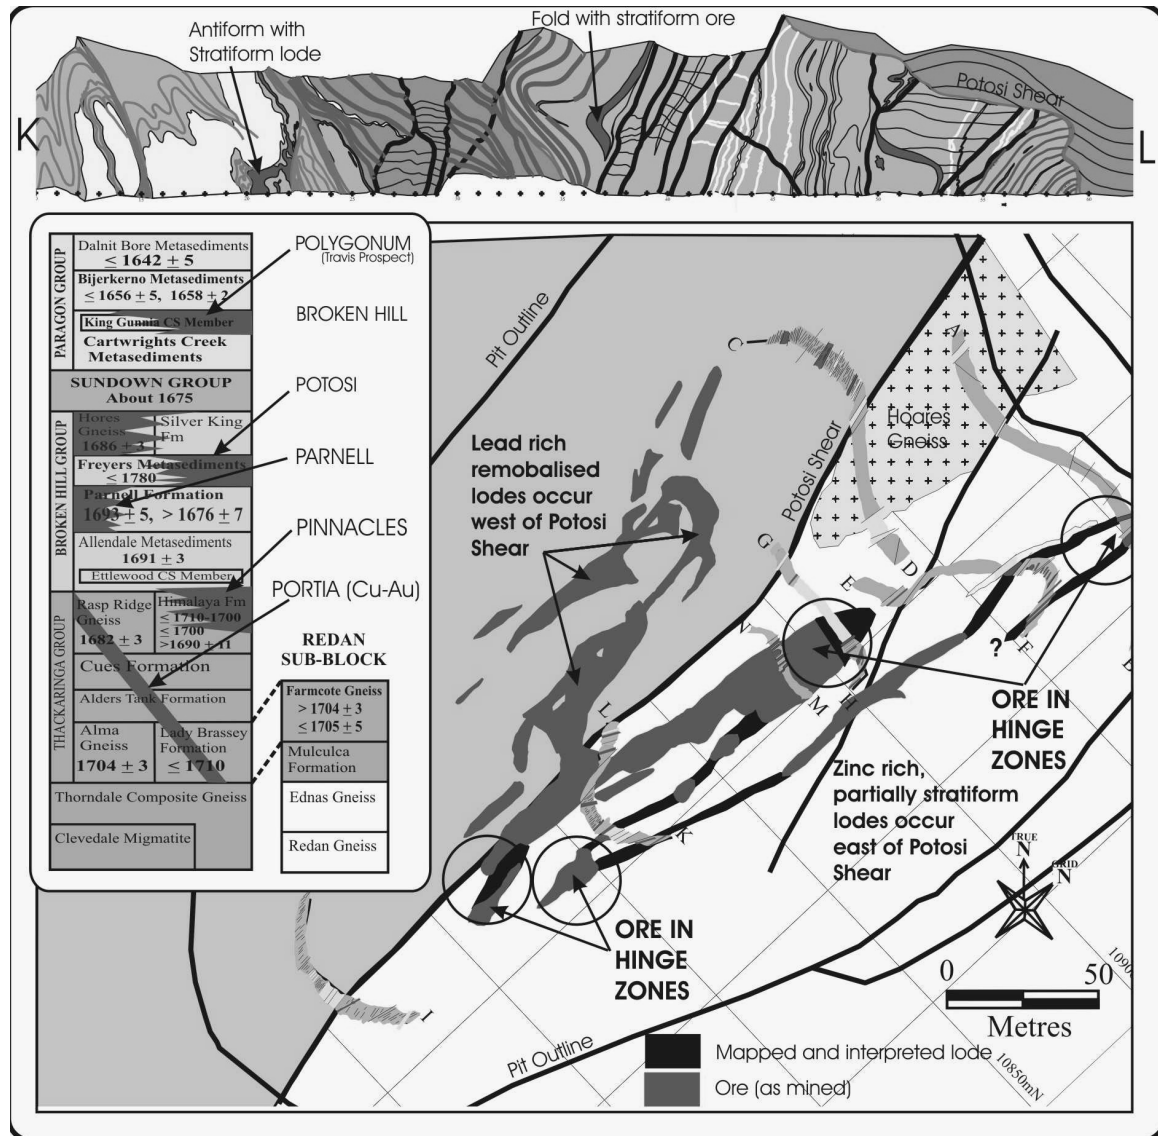 Antiform with
Stratiform lode
Fold with stratiform ore
K
Potosi Shear
L
PARAGON GROUP
Dalnit Bore Metasediments
≤ 1642 ± 5
Bijerkerno Metasediments
≤ 1656 ± 5, 1658 ± 2
King Gunnia CS Member
Cartwrights Creek
Metasediments
SUNDOWN GROUP
About 1675
BROKEN HILL GROUP
Hores
Gneiss
1686 ± 3
Silver King
Fm
Freyers Metasediments
≤ 1780
Parnell Formation
1693 ± 5, > 1676 ± 7
Allendale Metasediments
1691 ± 3
Ettlewood CS Member
THACKARINGA GROUP
Rasp Ridge
Gneiss
1682 ± 3
Himalaya Fm
≤ 1710-1700
≤ 1700
>1690 ± 11
Cues Formation
Alders Tank Formation
Alma
Gneiss
1704 ± 3
Lady Brassey
Formation
≤ 1710
Thorndale Composite Gneiss
Clevedale Migmatite
POLYGONUM
(Travis Prospect)
BROKEN HILL
POTOSI
PARNELL
PINNACLES
PORTIA (Cu-Au)
REDAN
SUB-BLOCK
Farmcote Gneiss
> 1704 ± 3
≤ 1705 ± 5
Mulculca
Formation
Ednas Gneiss
Redan Gneiss
Pit Outline
C
A
Hoares
Gneiss
Potosi Shear
Lead rich
remobalised
lodes occur
west of Potosi
Shear
G
D
E
F
?
N
M
H
L
K
I
ORE IN
HINGE
ZONES
Zinc rich,
partially stratiform
lodes occur
east of Potosi
Shear
TRUE
N
GRID
N
ORE IN
HINGE
ZONES
0 50
Metres
Pit Outline
Mapped and interpreted lode
Ore (as mined)
10850mN